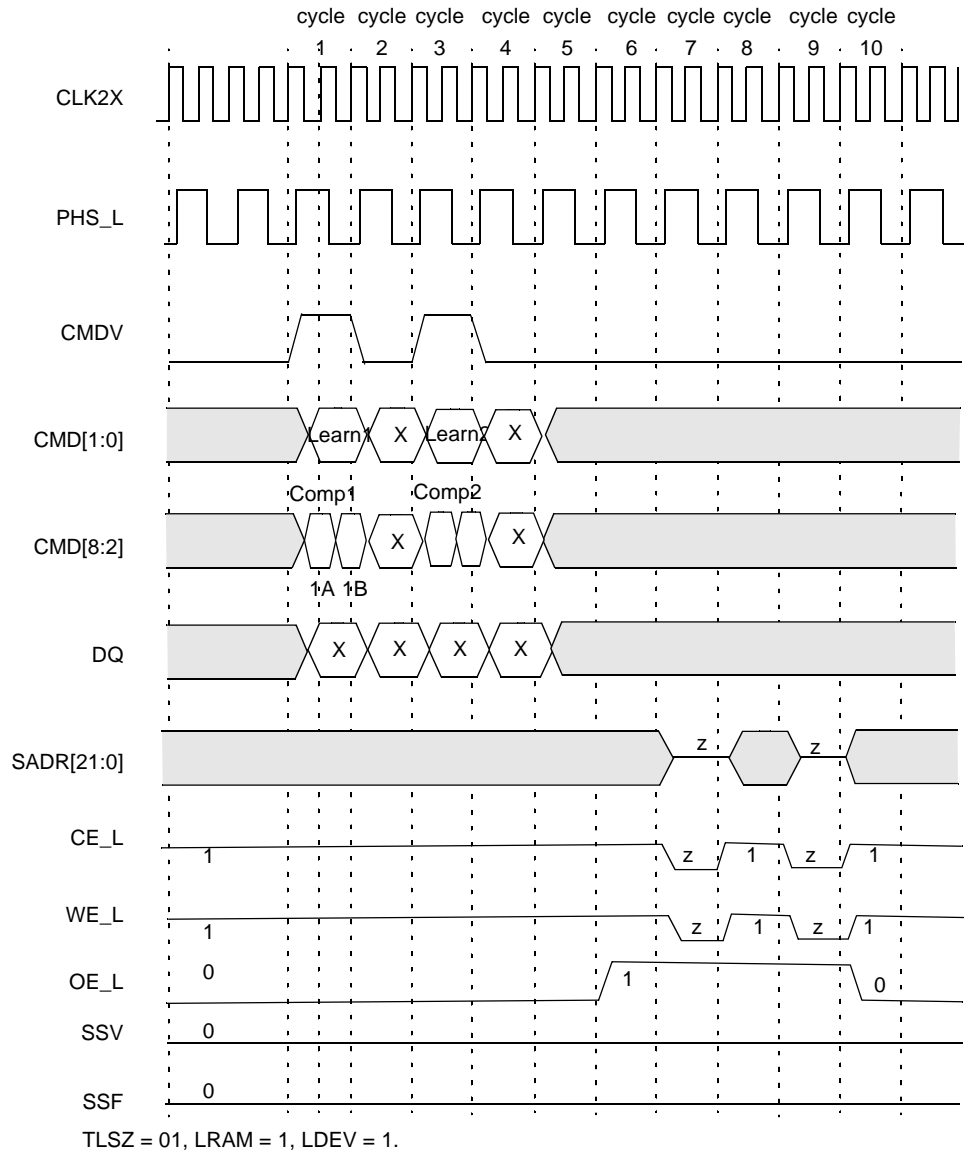 cycle cycle cycle cycle cycle cycle cycle cycle cycle cycle
1 2 3 4 5 6 7 8 9 10
CLK2X
PHS_L
CMDV
CMD[1:0] Learn1 X Learn2 X
Comp1 Comp2
CMD[8:2] X X
1A 1B
DQ X X X X
SADR[21:0] z z
CE_L 1 z 1 z 1
WE_L 1 z 1 z 1
OE_L 0 1 0
SSV 0
SSF 0
TLSZ = 01, LRAM = 1, LDEV = 1.